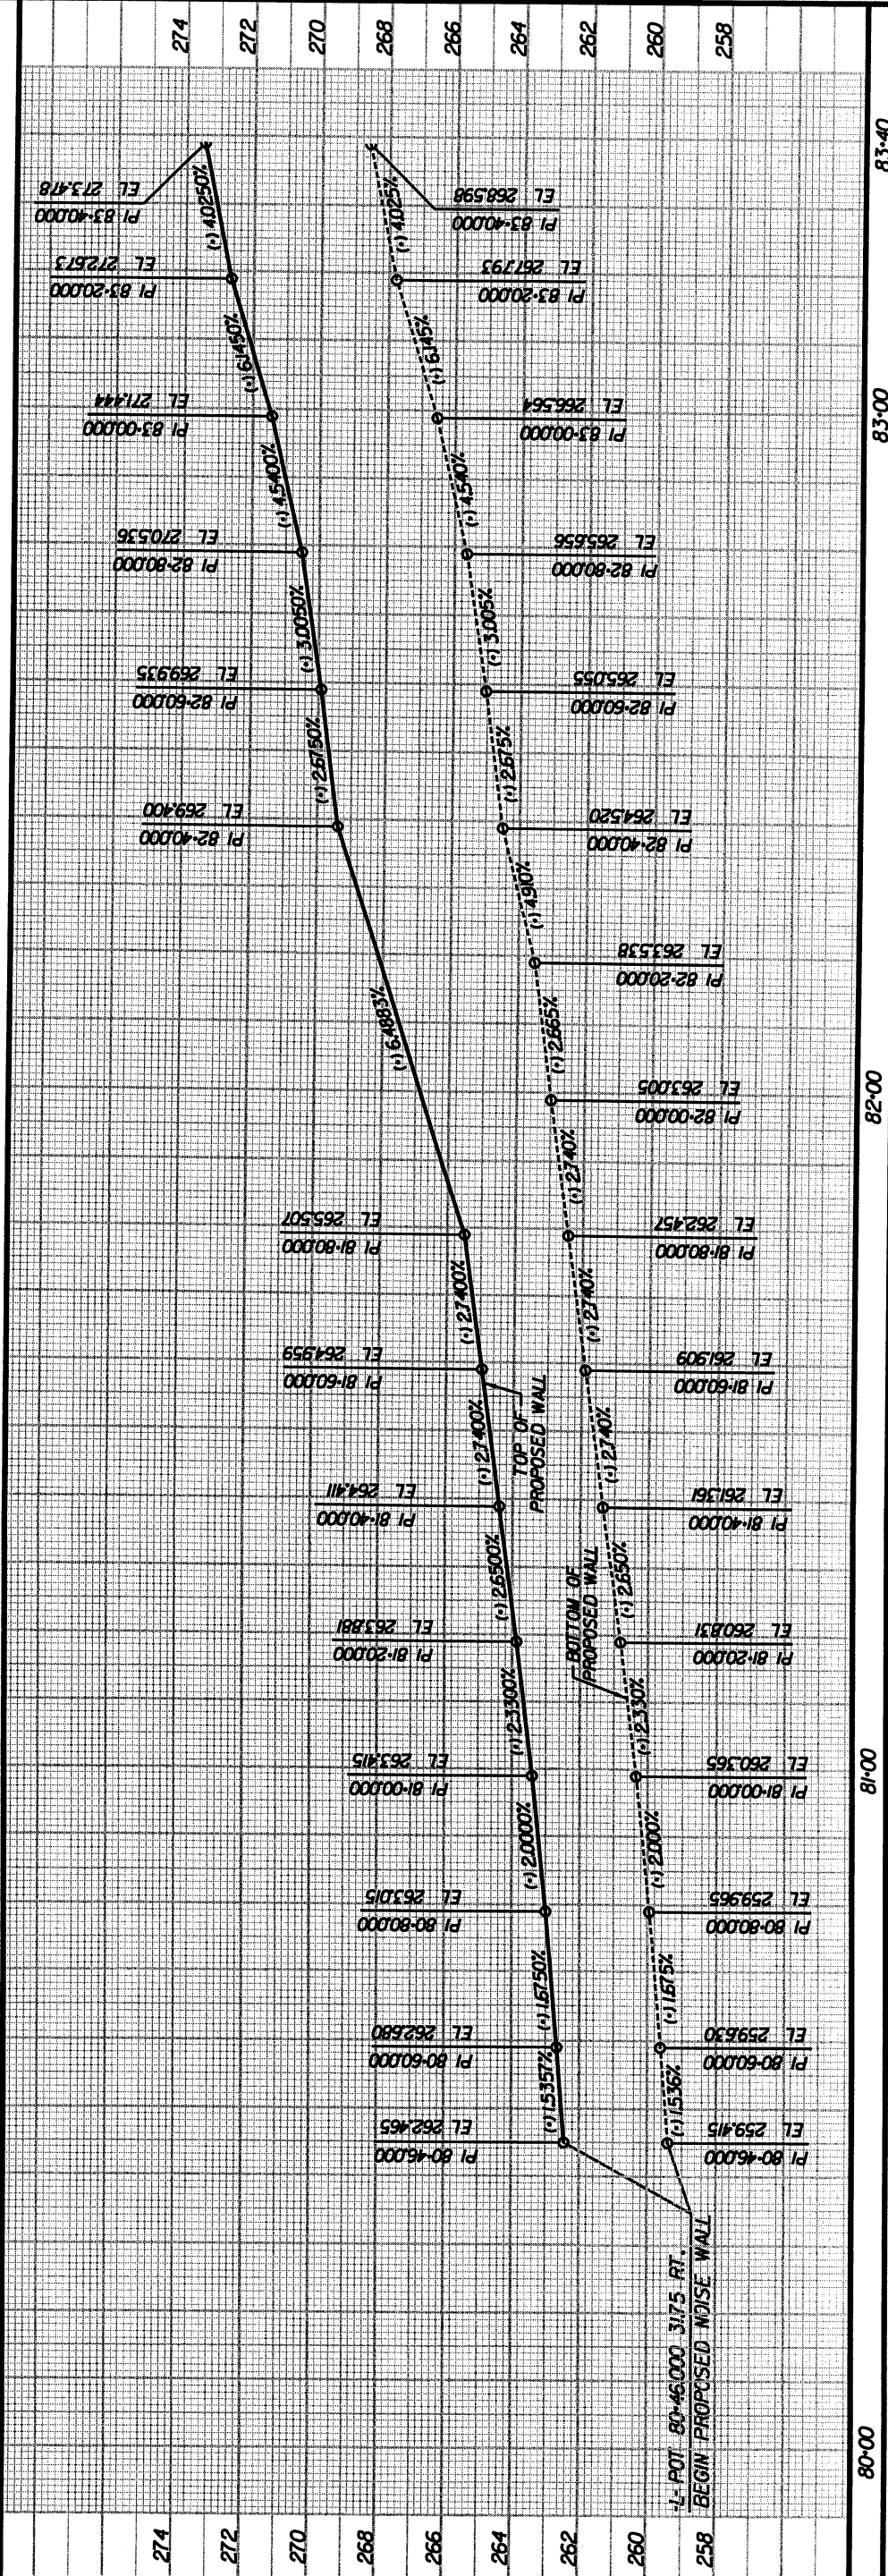 274
272
270
268
266
264
262
260
258
PI 83+40.000
EL 273.478
(+) 4.0250%
PI 83+20.000
EL 272.673
(+) 6.1450%
PI 83+00.000
EL 271.444
(+) 4.5400%
PI 82+80.000
EL 270.536
(+) 3.0050%
PI 82+60.000
EL 269.935
(+) 2.6750%
PI 82+40.000
EL 269.400
(+) 6.4883%
PI 81+80.000
EL 265.507
(+) 2.7400%
PI 81+60.000
EL 264.959
(+) 2.7400%
TOP OF
PROPOSED WALL
PI 81+40.000
EL 264.411
(+) 2.6500%
PI 81+20.000
EL 263.881
(+) 2.3300%
PI 81+00.000
EL 263.415
(+) 2.0000%
PI 80+80.000
EL 263.015
(+) 1.6750%
PI 80+60.000
EL 262.680
(+) 1.5357%
PI 80+46.000
EL 262.465
PI 83+40.000
EL 268.598
(+) 4.025%
PI 83+20.000
EL 267.793
(+) 6.145%
PI 83+00.000
EL 266.564
(+) 4.540%
PI 82+80.000
EL 265.656
(+) 3.005%
PI 82+60.000
EL 265.055
(+) 2.675%
PI 82+40.000
EL 264.520
(+) 4.910%
PI 82+20.000
EL 263.538
(+) 2.665%
PI 82+00.000
EL 263.005
(+) 2.740%
PI 81+80.000
EL 262.457
(+) 2.740%
PI 81+60.000
EL 261.909
(+) 2.740%
PI 81+40.000
EL 261.361
(+) 2.650%
BOTTOM OF
PROPOSED WALL
PI 81+20.000
EL 260.831
(+) 2.330%
PI 81+00.000
EL 260.365
(+) 2.000%
PI 80+80.000
EL 259.965
(+) 1.675%
PI 80+60.000
EL 259.630
(+) 1.536%
PI 80+46.000
EL 259.415
-L- POT 80+46.000 31.75 RT.
BEGIN PROPOSED NOISE WALL
83+40
83+00
82+00
81+00
80+00
274
272
270
268
266
264
262
260
258